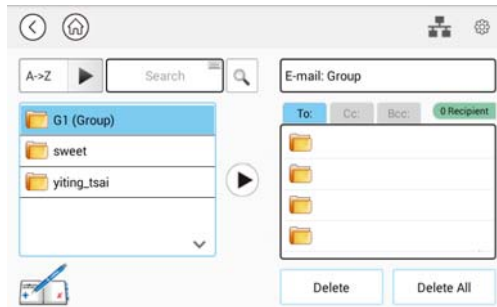 A->Z
Search
E-mail: Group
To:
Cc:
Bcc:
0 Recipient
G1 (Group)
sweet
yiting_tsai
Delete
Delete All